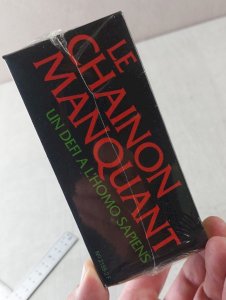 LE
CHAINON
MANQUANT
UN DEFI A L'HOMO SAPIENS